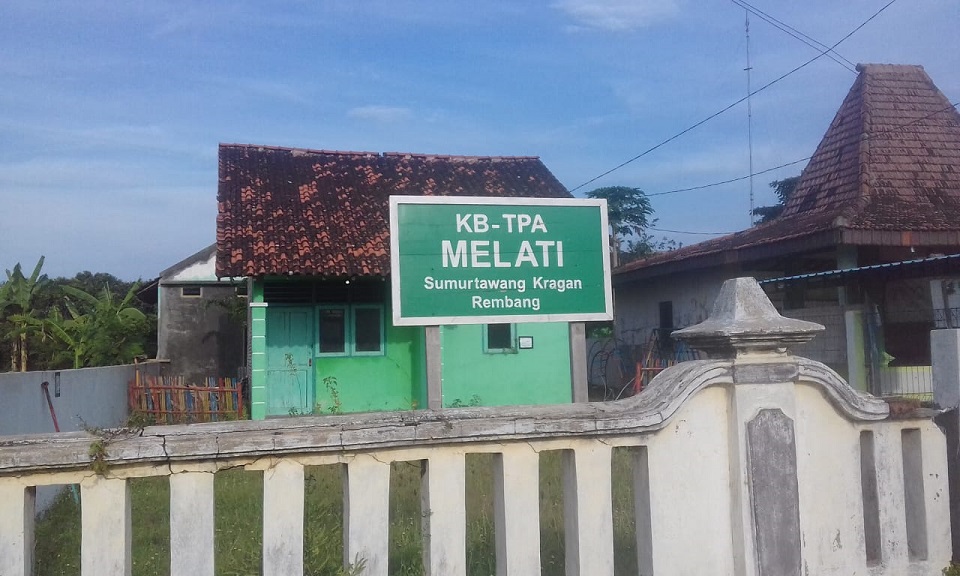 KB-TPA
MELATI
Sumurtawang Kragan
Rembang